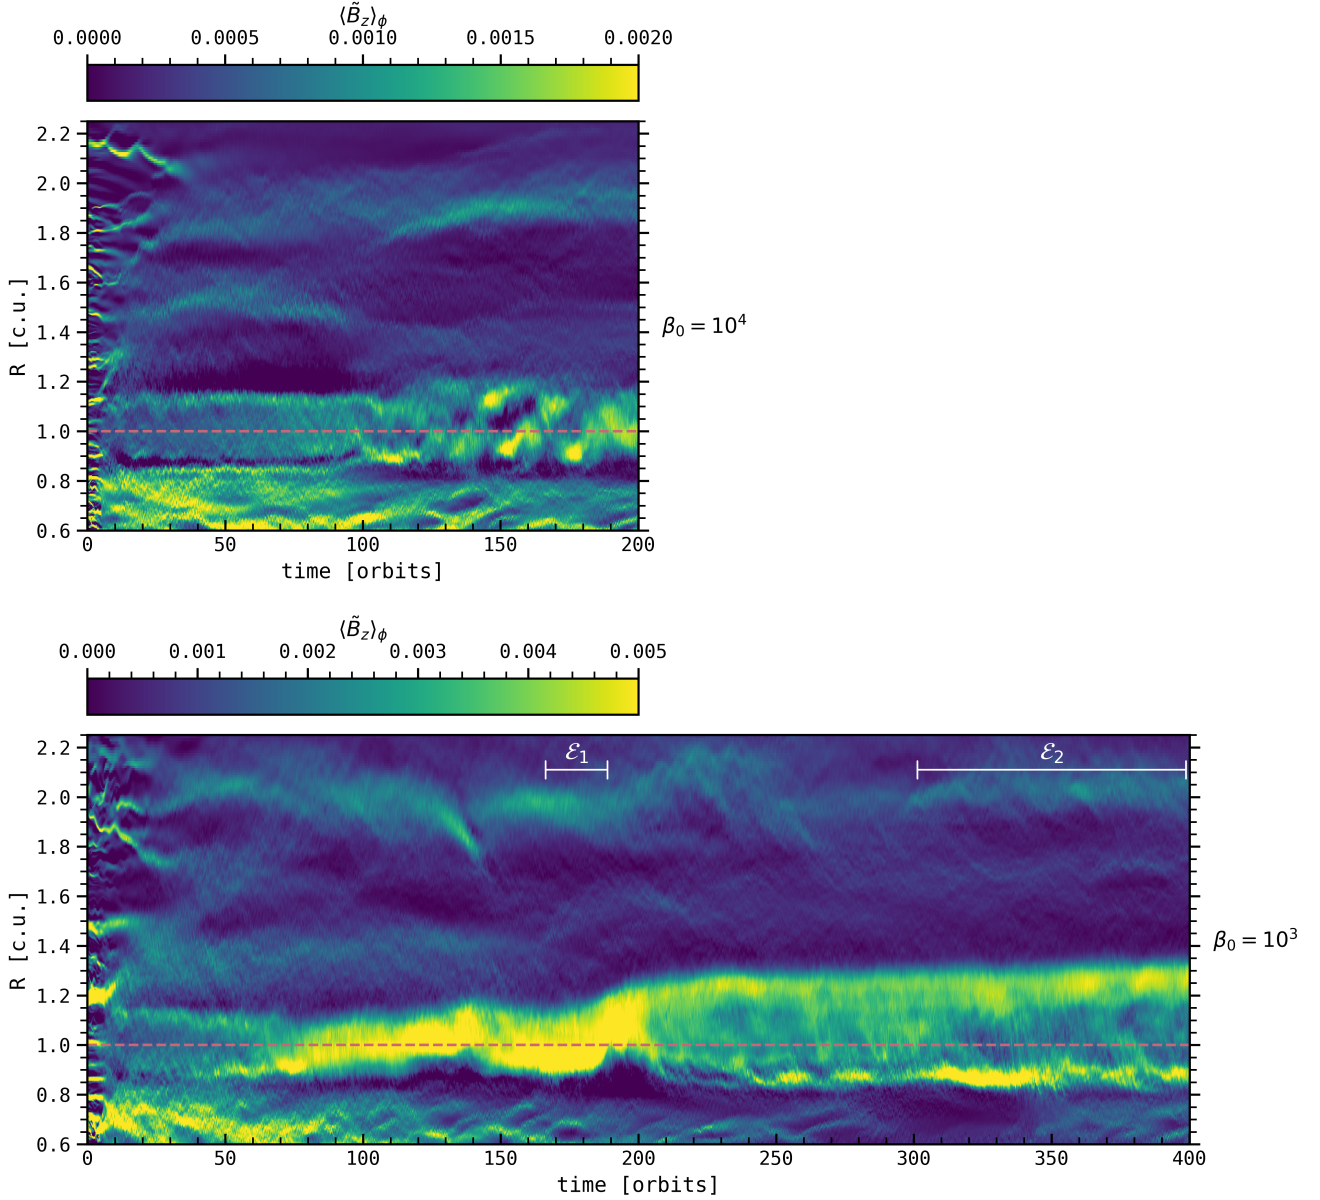 ⟨B̃z⟩ϕ
0.0000 0.0005 0.0010 0.0015 0.0020
2.2
2.0
1.8
1.6
1.4
1.2
1.0
0.8
0.6
R [c.u.]
β0 = 10^4
0 50 100 150 200
time [orbits]
⟨B̃z⟩ϕ
0.000 0.001 0.002 0.003 0.004 0.005
2.2
2.0
1.8
1.6
1.4
1.2
1.0
0.8
0.6
R [c.u.]
ℰ1 ℰ2
β0 = 10^3
0 50 100 150 200 250 300 350 400
time [orbits]